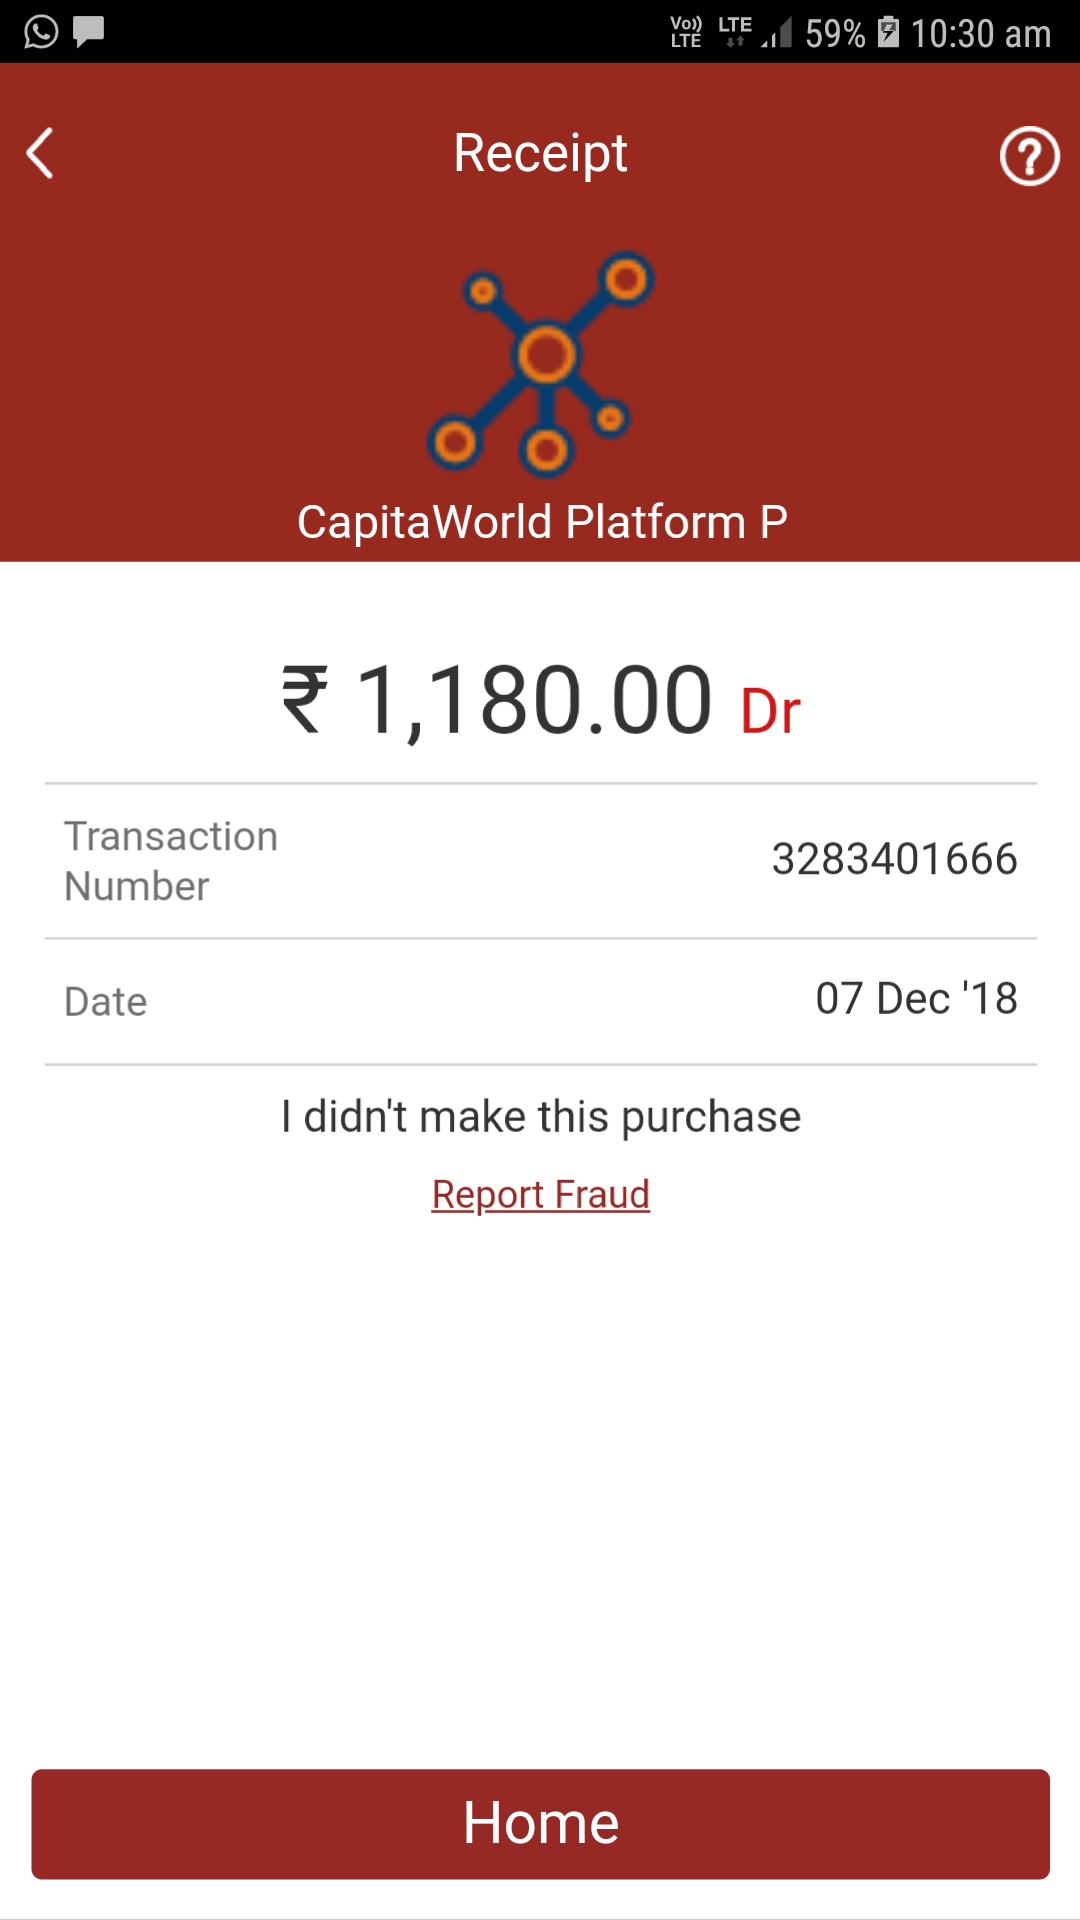 Vo)) LTE LTE 59% 10:30 am
Receipt
CapitaWorld Platform P
₹ 1,180.00 Dr
Transaction
Number
3283401666
Date
07 Dec '18
I didn't make this purchase
Report Fraud
Home